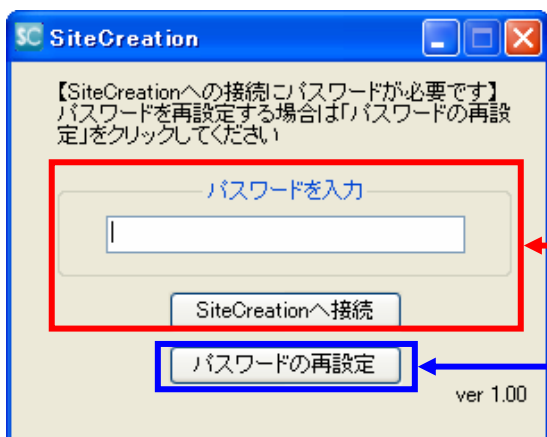 SC SiteCreation
【SiteCreationへの接続にパスワードが必要です】
パスワードを再設定する場合は「パスワードの再設
定」をクリックしてください
パスワードを入力
SiteCreationへ接続
パスワードの再設定
ver 1.00